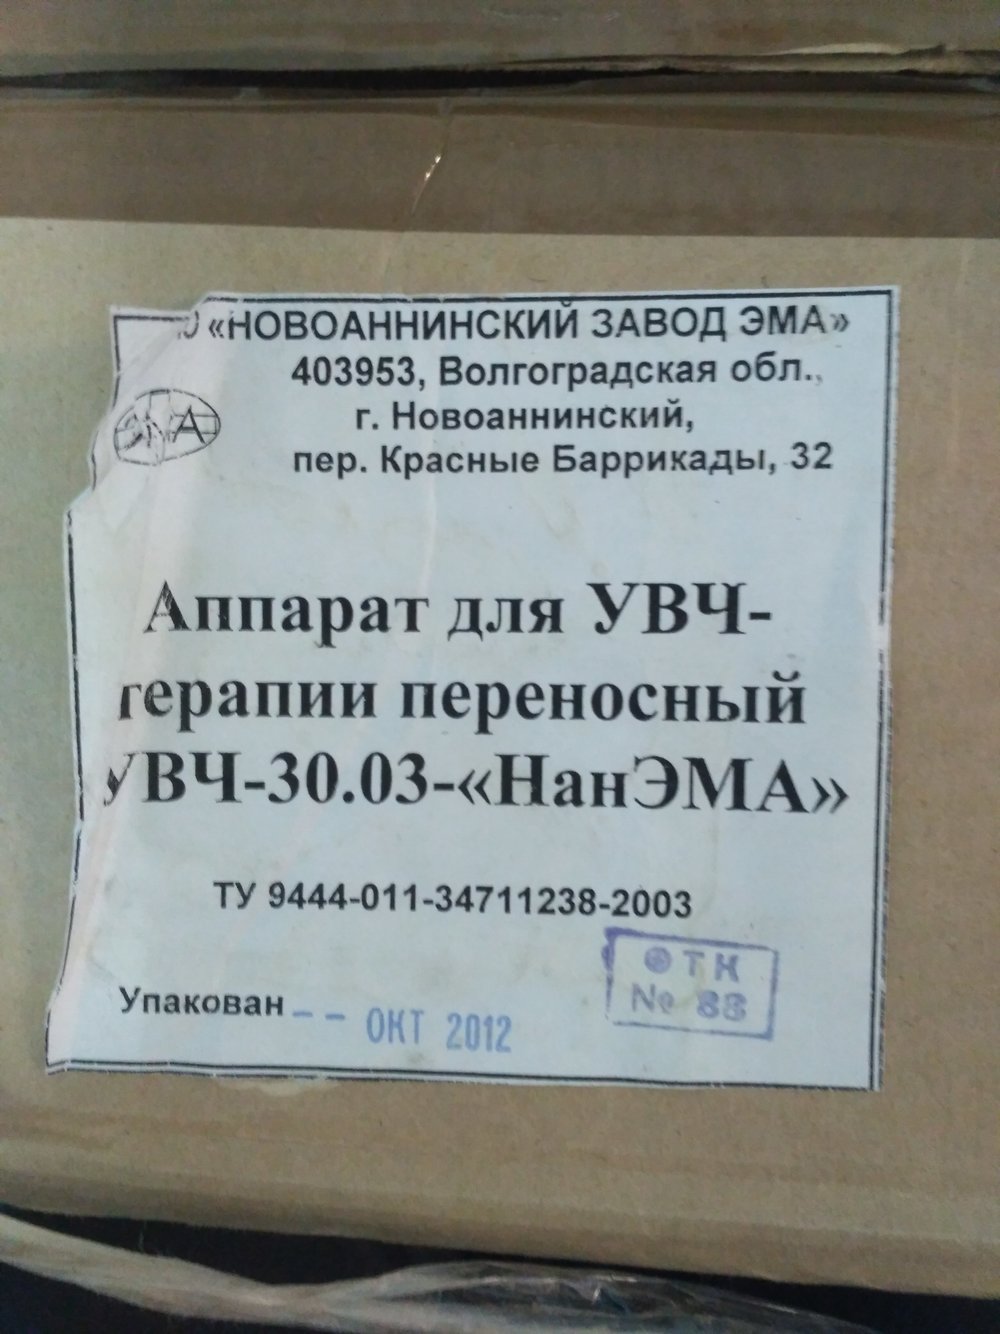 «НОВОАННИНСКИЙ ЗАВОД ЭМА»
403953, Волгоградская обл.,
г. Новоаннинский,
пер. Красные Баррикады, 32
Аппарат для УВЧ-
терапии переносный
УВЧ-30.03-«НанЭМА»
ТУ 9444-011-34711238-2003
ОТК
№ 88
Упакован -- ОКТ 2012